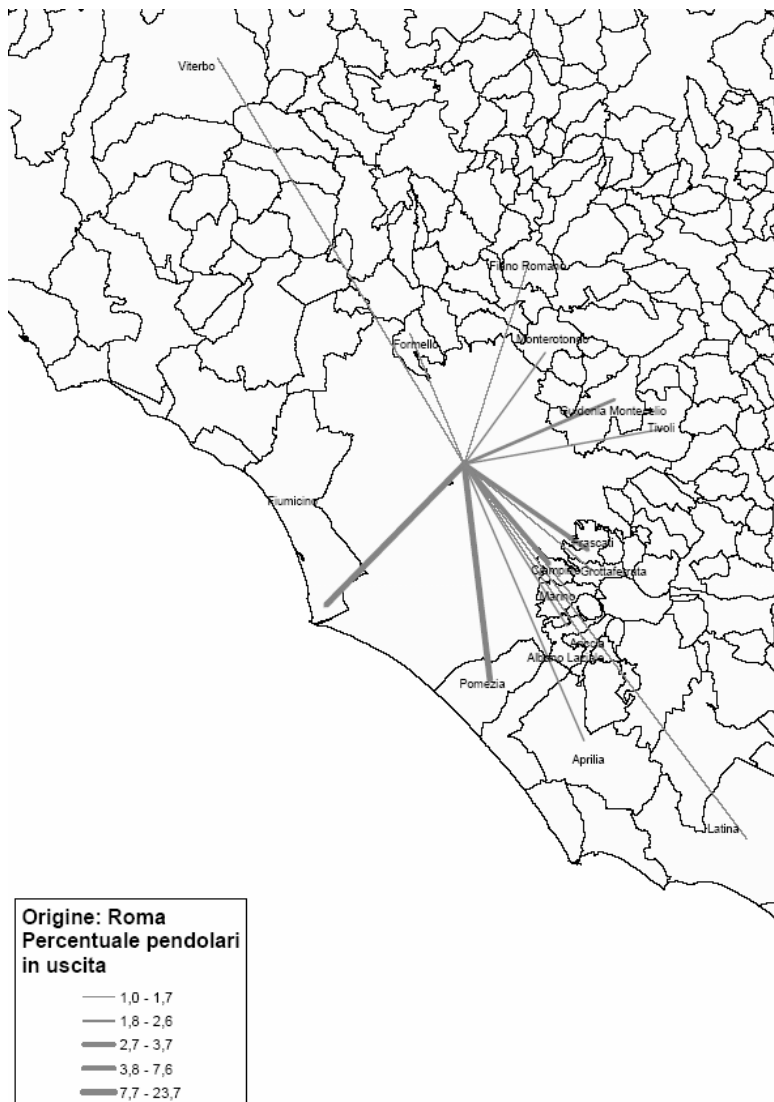 Viterbo
Fiano Romano
Formello
Monterotondo
Guidonia Montecelio
Tivoli
Fiumicino
Frascati
Ciampino
Grottaferrata
Marino
Ariccia
Albano Laziale
Pomezia
Aprilia
Latina
Origine: Roma
Percentuale pendolari
in uscita
1,0 - 1,7
1,8 - 2,6
2,7 - 3,7
3,8 - 7,6
7,7 - 23,7